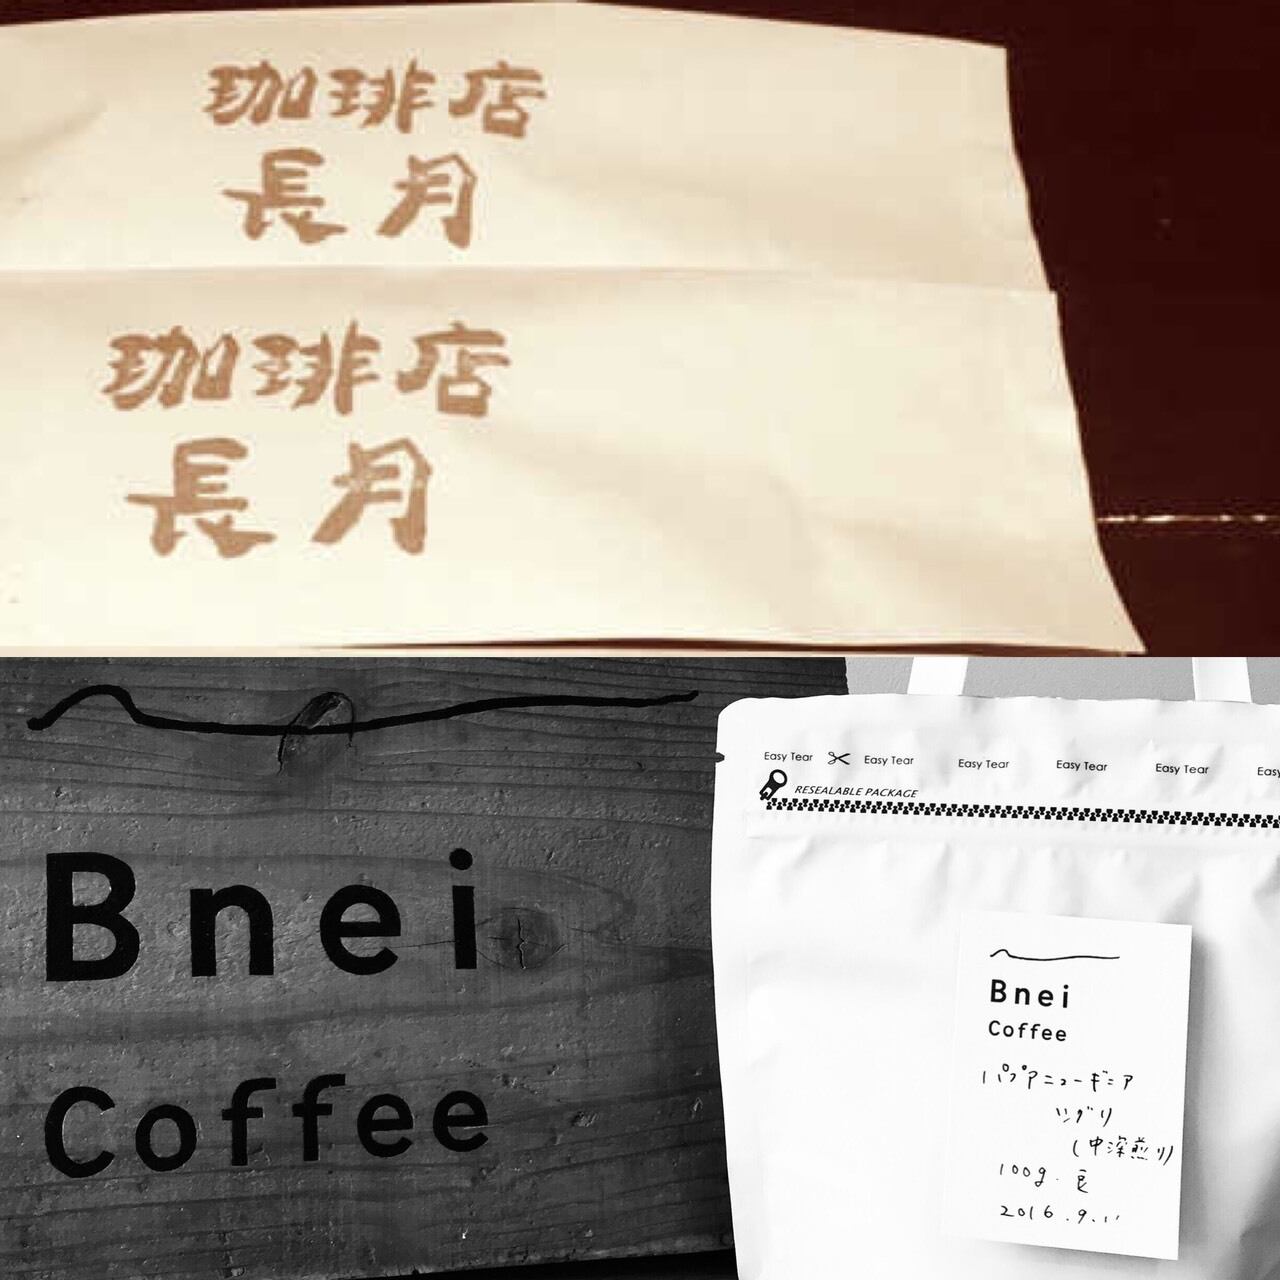 珈琲店
長月
珈琲店
長月
Bnei
Coffee
Easy Tear Easy Tear Easy Tear Easy Tear Easy Tear
RESEALABLE PACKAGE
Bnei
Coffee
パプアニューギニア
ツグリ
(中深煎り)
100g.
2016.9.11